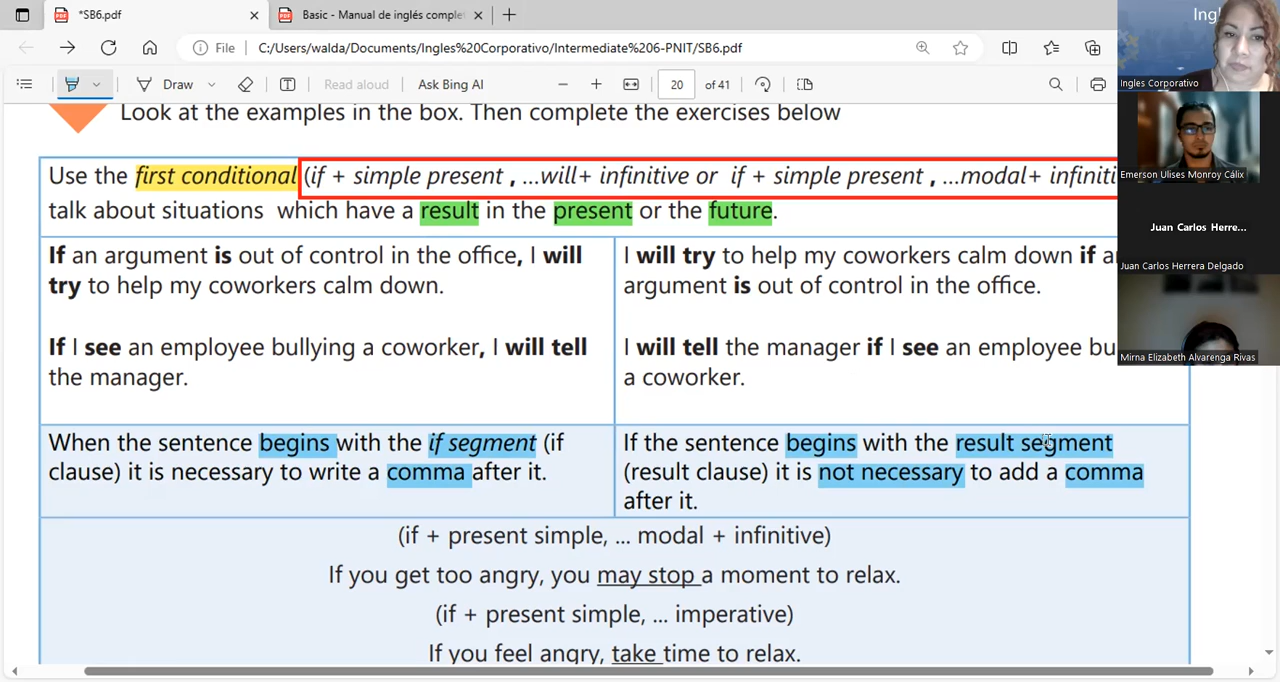 *SB6.pdf
Basic - Manual de inglés comple
File
C:/Users/walda/Documents/Ingles%20Corporativo/Intermediate%206-PNIT/SB6.pdf
Draw
Read aloud
Ask Bing AI
20
of 41
Ingl
Ingles Corporativo
Emerson Ulises Monroy Cálix
Juan Carlos Herre...
Juan Carlos Herrera Delgado
Mirna Elizabeth Alvarenga Rivas
Look at the examples in the box. Then complete the exercises below
Use the first conditional (if + simple present , ...will+ infinitive or if + simple present , ...modal+ infiniti
talk about situations which have a result in the present or the future.
If an argument is out of control in the office, I will
try to help my coworkers calm down.
If I see an employee bullying a coworker, I will tell
the manager.
I will try to help my coworkers calm down if a
argument is out of control in the office.
I will tell the manager if I see an employee bu
a coworker.
When the sentence begins with the if segment (if
clause) it is necessary to write a comma after it.
If the sentence begins with the result segment
(result clause) it is not necessary to add a comma
after it.
(if + present simple, ... modal + infinitive)
If you get too angry, you may stop a moment to relax.
(if + present simple, ... imperative)
If you feel angry, take time to relax.